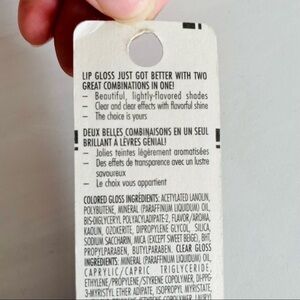 LIP GLOSS JUST GOT BETTER WITH TWO
GREAT COMBINATIONS IN ONE!
– Beautiful, lightly-flavored shades
– Clear and clear effects with flavorful shine
– The choice is yours
DEUX BELLES COMBINAISONS EN UN SEUL
BRILLANT À LÈVRES GÉNIAL!
– Jolies teintes légèrement aromatisées
– Des effets de transparence avec un lustre
savoureux
– Le choix vous appartient
COLORED GLOSS INGREDIENTS: ACETYLATED LANOLIN,
POLYBUTENE, MINERAL (PARAFFINUM LIQUIDUM) OIL,
BIS-DIGLYCERYL POLYACYLADIPATE-2, FLAVOR/AROMA,
KAOLIN, OZOKERITE, DIPROPYLENE GLYCOL, SILICA,
SODIUM SACCHARIN, MICA (EXCEPT SWEET BEIGE), BHT,
PROPYLPARABEN, BUTYLPARABEN. CLEAR GLOSS
INGREDIENTS: MINERAL (PARAFFINUM LIQUIDUM) OIL,
CAPRYLIC/CAPRIC TRIGLYCERIDE,
ETHYLENE/PROPYLENE/STYRENE COPOLYMER, DI-PPG-
3-MYRISTYL ETHER ADIPATE, ISOPROPYL MYRISTATE,
COPOLYMER